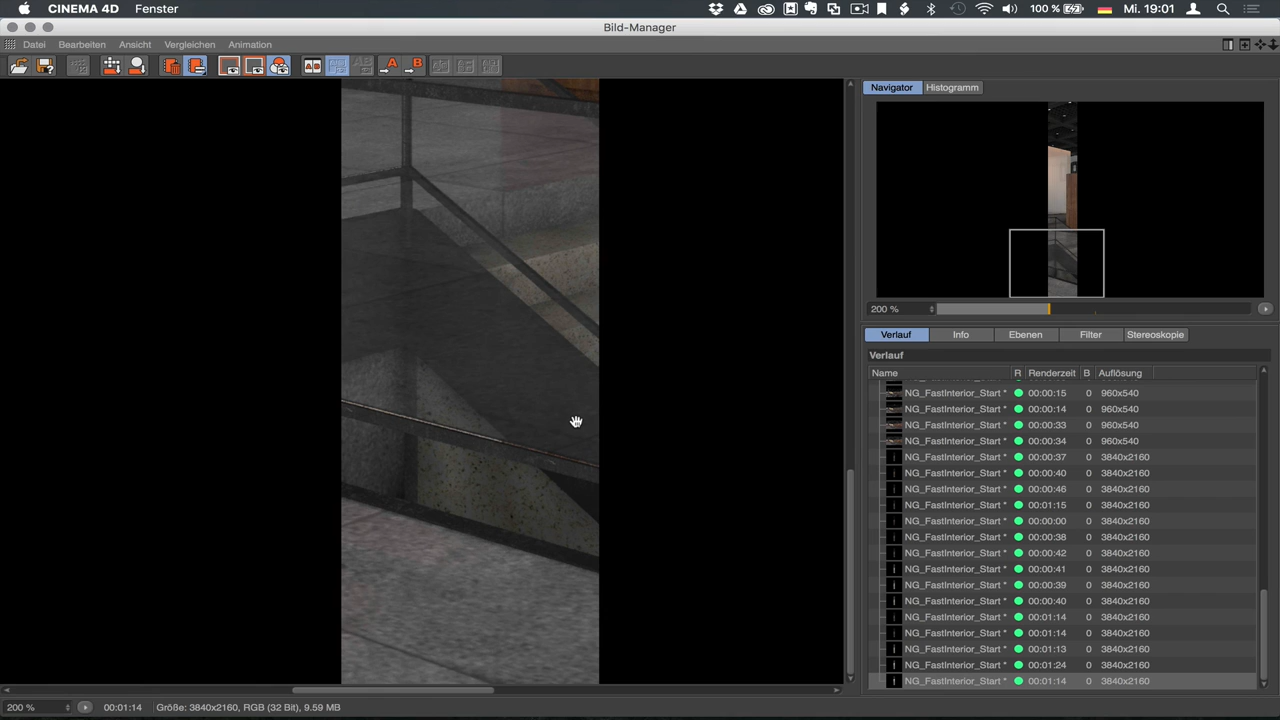 CINEMA 4D Fenster 100 % Mi. 19:01
Bild-Manager
Datei Bearbeiten Ansicht Vergleichen Animation
A B
Navigator Histogramm
200 %
Verlauf Info Ebenen Filter Stereoskopie
Verlauf
Name R Renderzeit B Auflösung
NG_FastInterior_Start * 00:00:15 0 960x540
NG_FastInterior_Start * 00:00:14 0 960x540
NG_FastInterior_Start * 00:00:33 0 960x540
NG_FastInterior_Start * 00:00:34 0 960x540
NG_FastInterior_Start * 00:00:37 0 3840x2160
NG_FastInterior_Start * 00:00:40 0 3840x2160
NG_FastInterior_Start * 00:00:46 0 3840x2160
NG_FastInterior_Start * 00:01:15 0 3840x2160
NG_FastInterior_Start * 00:00:00 0 3840x2160
NG_FastInterior_Start * 00:00:38 0 3840x2160
NG_FastInterior_Start * 00:00:42 0 3840x2160
NG_FastInterior_Start * 00:00:41 0 3840x2160
NG_FastInterior_Start * 00:00:39 0 3840x2160
NG_FastInterior_Start * 00:00:40 0 3840x2160
NG_FastInterior_Start * 00:01:14 0 3840x2160
NG_FastInterior_Start * 00:01:14 0 3840x2160
NG_FastInterior_Start * 00:01:13 0 3840x2160
NG_FastInterior_Start * 00:01:24 0 3840x2160
NG_FastInterior_Start * 00:01:14 0 3840x2160
200 % 00:01:14 Größe: 3840x2160, RGB (32 Bit), 9.59 MB